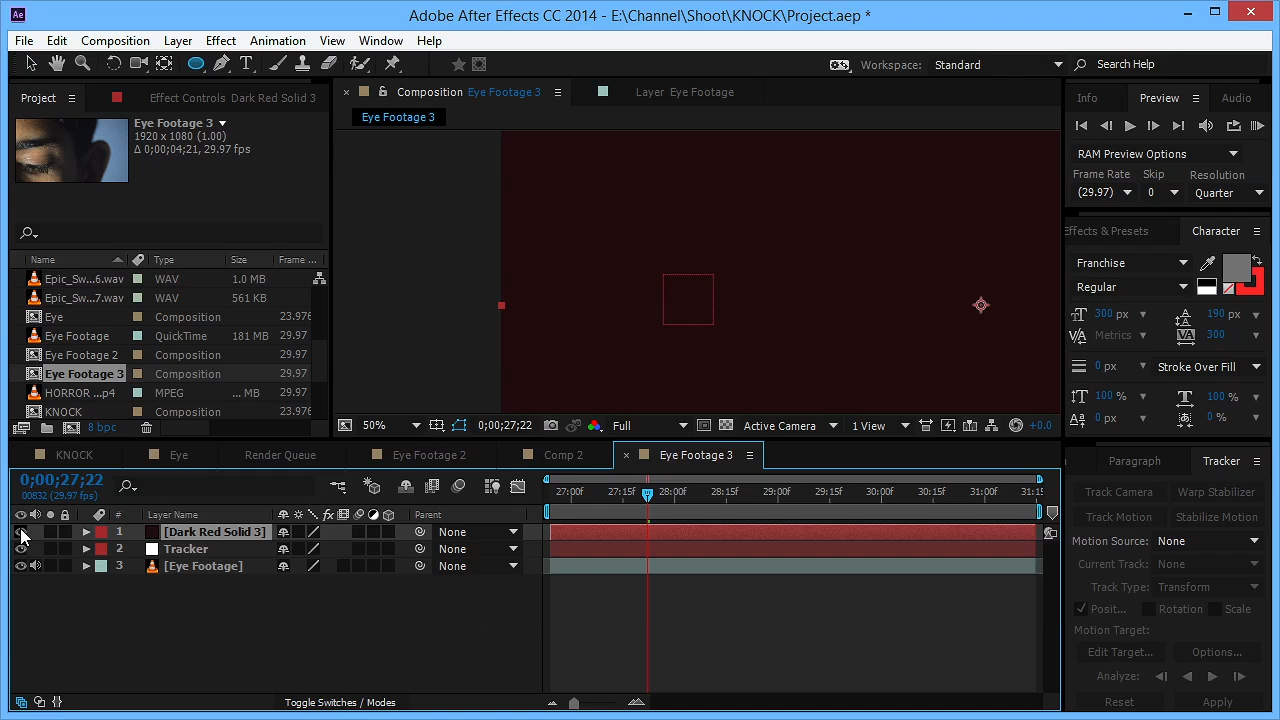 Adobe After Effects CC 2014 - E:\Channel\Shoot\KNOCK\Project.aep *
File Edit Composition Layer Effect Animation View Window Help
Workspace: Standard Search Help
Project Effect Controls Dark Red Solid 3 Composition Eye Footage 3 Layer Eye Footage Info Preview Audio
Eye Footage 3
Eye Footage 3
1920 x 1080 (1.00)
Δ 0;00;04;21, 29.97 fps
RAM Preview Options
Frame Rate Skip Resolution
(29.97) 0 Quarter
Effects & Presets Character
Name Type Size Frame ...
Epic_Sw...6.wav WAV 1.0 MB
Epic_Sw...7.wav WAV 561 KB
Eye Composition 23.976
Eye Footage QuickTime 181 MB 29.97
Eye Footage 2 Composition 29.97
Eye Footage 3 Composition 29.97
HORROR ...p4 MPEG ... MB 29.97
KNOCK Composition 23.976
8 bpc
Franchise
Regular
300 px 190 px
Metrics 300
0 px Stroke Over Fill
100 % 100 %
0 px 0 %
50% 0;00;27;22 Full Active Camera 1 View +0.0
KNOCK Eye Render Queue Eye Footage 2 Comp 2 Eye Footage 3
Paragraph Tracker
0;00;27;22
00832 (29.97 fps)
27:00f 27:15f 28:00f 28:15f 29:00f 29:15f 30:00f 30:15f 31:00f 31:15
# Layer Name fx Parent
1 [Dark Red Solid 3] None
2 Tracker None
3 [Eye Footage] None
Toggle Switches / Modes
Track Camera Warp Stabilizer
Track Motion Stabilize Motion
Motion Source: None
Current Track: None
Track Type: Transform
Posit... Rotation Scale
Motion Target:
Edit Target... Options...
Analyze:
Reset Apply